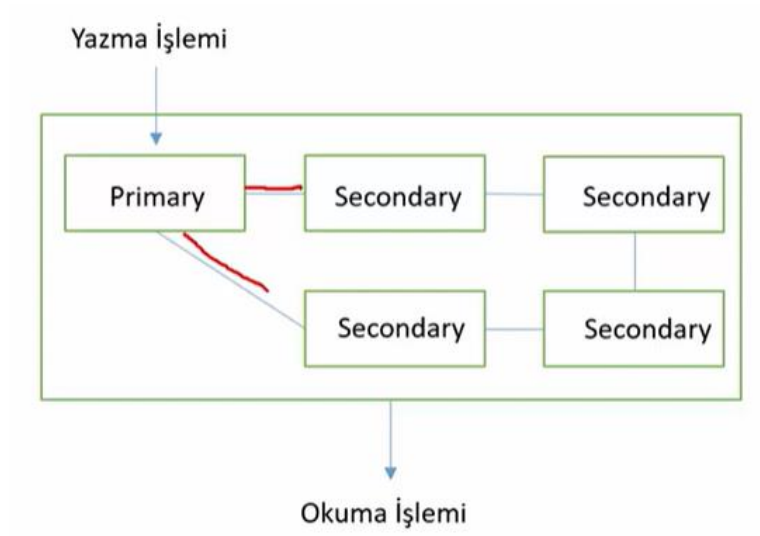 Yazma İşlemi
Primary
Secondary
Secondary
Secondary
Secondary
Okuma İşlemi